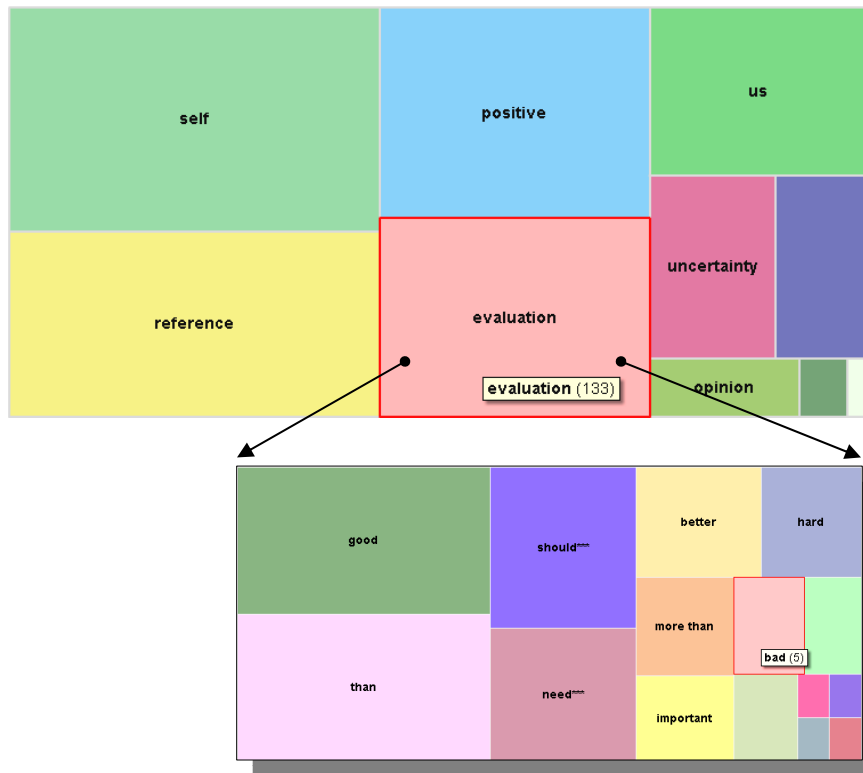 self
positive
us
reference
evaluation
uncertainty
evaluation (133)
opinion
good
should***
better
hard
than
need***
more than
bad (5)
important